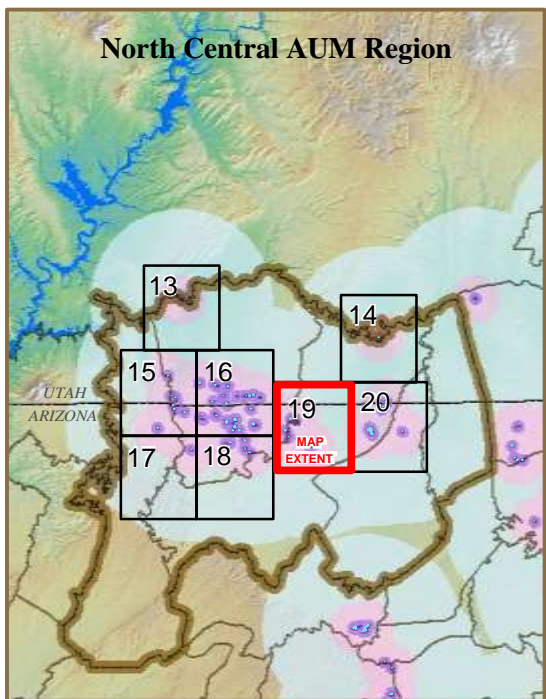 North Central AUM Region
13
14
15
16
UTAH
ARIZONA
19
20
MAP
EXTENT
17
18